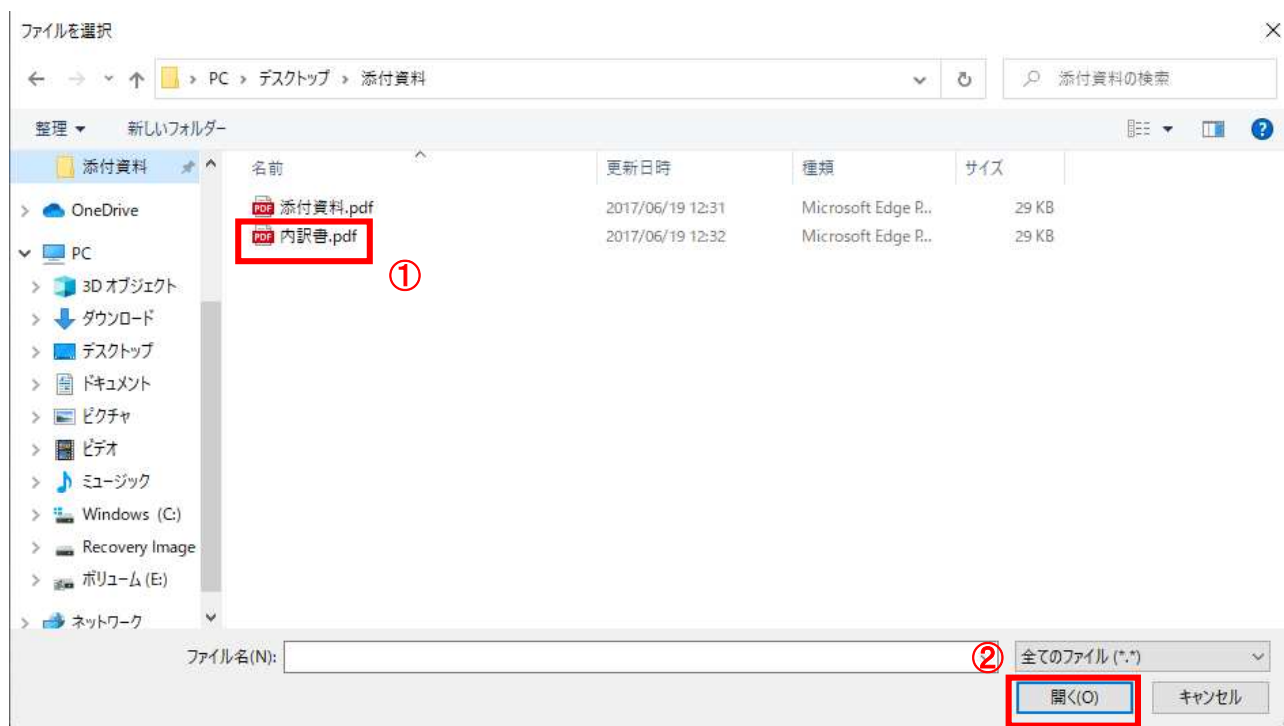 ファイルを選択
PC › デスクトップ › 添付資料
添付資料の検索
整理
新しいフォルダー
添付資料
名前
更新日時
種類
サイズ
OneDrive
PDF 添付資料.pdf
2017/06/19 12:31
Microsoft Edge P...
29 KB
PDF 内訳書.pdf
2017/06/19 12:32
Microsoft Edge P...
29 KB
①
PC
3D オブジェクト
ダウンロード
デスクトップ
ドキュメント
ピクチャ
ビデオ
ミュージック
Windows (C:)
Recovery Image
ボリューム (E:)
ネットワーク
ファイル名(N):
②
全てのファイル (*.*)
開く(O)
キャンセル